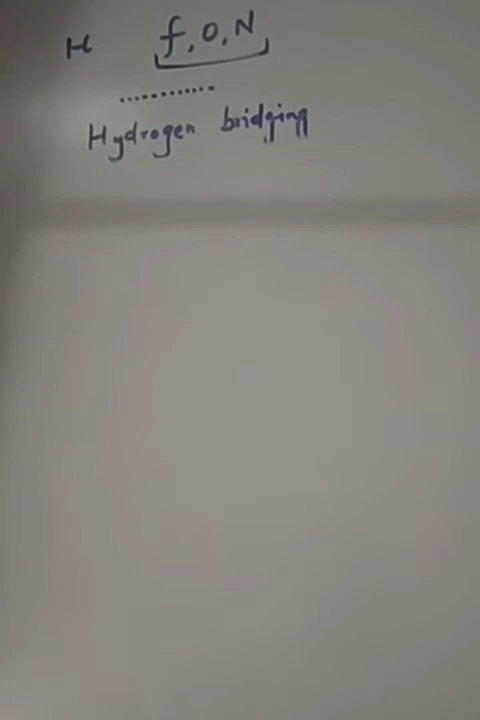 H f, O, N
............
Hydrogen bridging